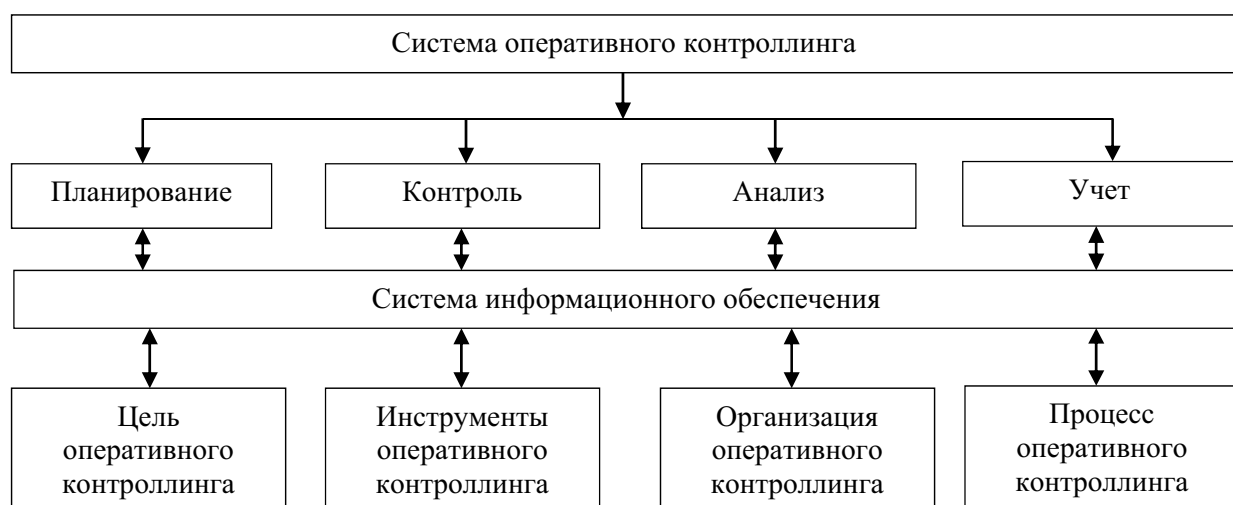 Система оперативного контроллинга
Планирование
Контроль
Анализ
Учет
Система информационного обеспечения
Цель
оперативного
контроллинга
Инструменты
оперативного
контроллинга
Организация
оперативного
контроллинга
Процесс
оперативного
контроллинга